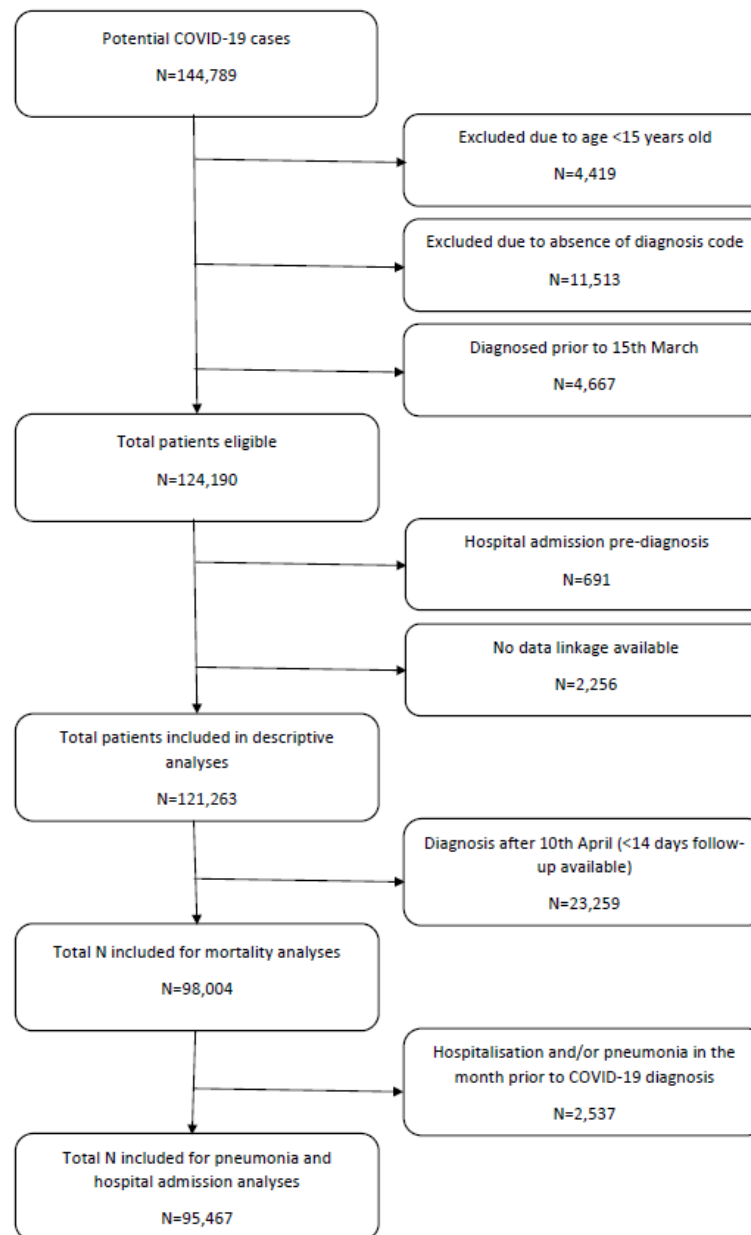 Potential COVID-19 cases
N=144,789
Excluded due to age <15 years old
N=4,419
Excluded due to absence of diagnosis code
N=11,513
Diagnosed prior to 15th March
N=4,667
Total patients eligible
N=124,190
Hospital admission pre-diagnosis
N=691
No data linkage available
N=2,256
Total patients included in descriptive
analyses
N=121,263
Diagnosis after 10th April (<14 days follow-
up available)
N=23,259
Total N included for mortality analyses
N=98,004
Hospitalisation and/or pneumonia in the
month prior to COVID-19 diagnosis
N=2,537
Total N included for pneumonia and
hospital admission analyses
N=95,467